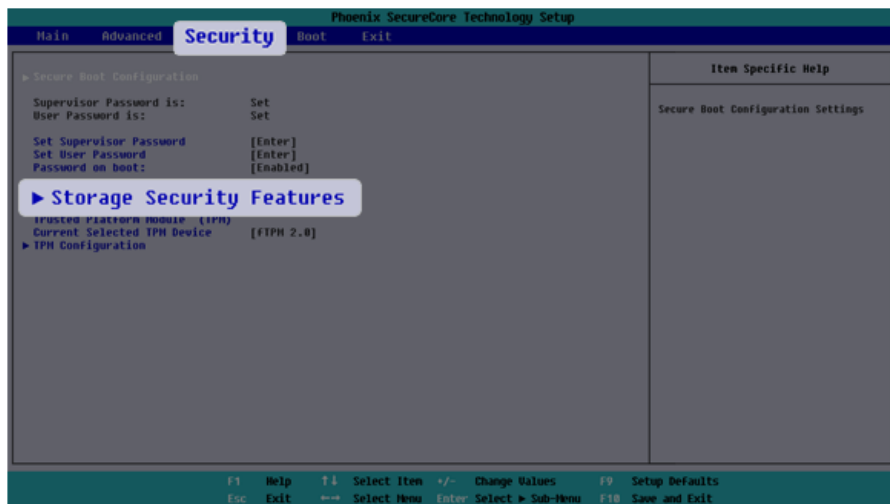 Phoenix SecureCore Technology Setup
Main Advanced Security Boot Exit
▶ Secure Boot Configuration
Item Specific Help
Supervisor Password is: Set
Secure Boot Configuration Settings
User Password is: Set
Set Supervisor Password [Enter]
Set User Password [Enter]
Password on boot: [Enabled]
▶ Storage Security Features
Trusted Platform Module (TPM)
Current Selected TPM Device [fTPM 2.0]
▶ TPM Configuration
F1 Help ↑↓ Select Item +/- Change Values F9 Setup Defaults
Esc Exit ←→ Select Menu Enter Select ▶ Sub-Menu F10 Save and Exit